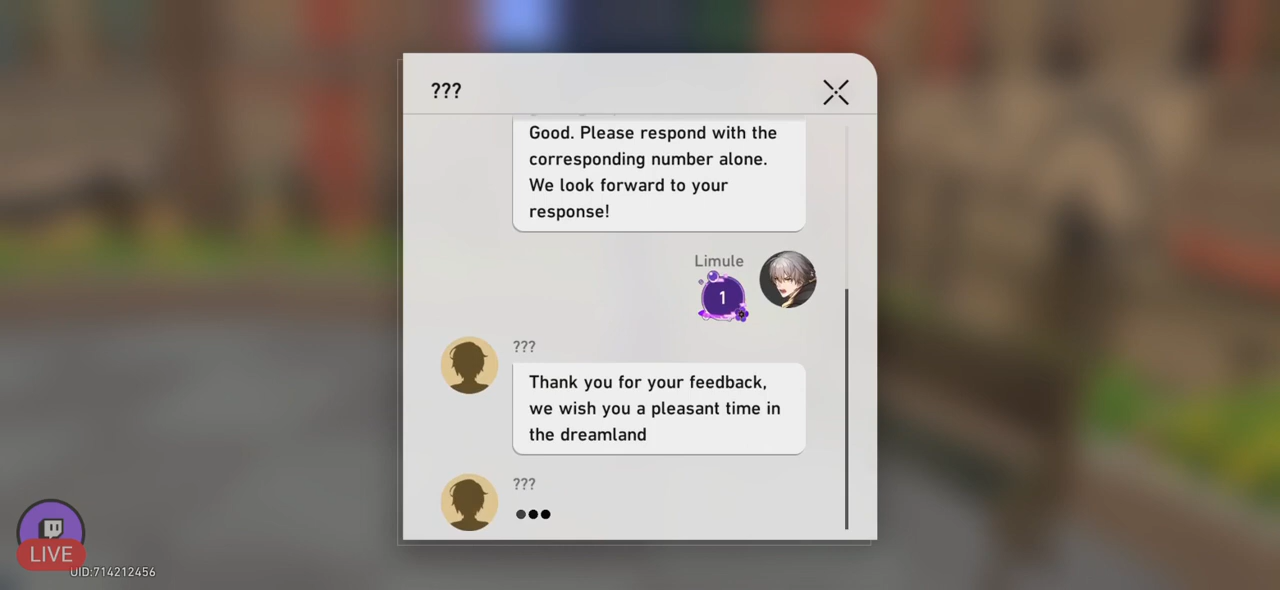 ???
Good. Please respond with the
corresponding number alone.
We look forward to your
response!
Limule
1
???
Thank you for your feedback,
we wish you a pleasant time in
the dreamland
???
LIVE
UID:714212456